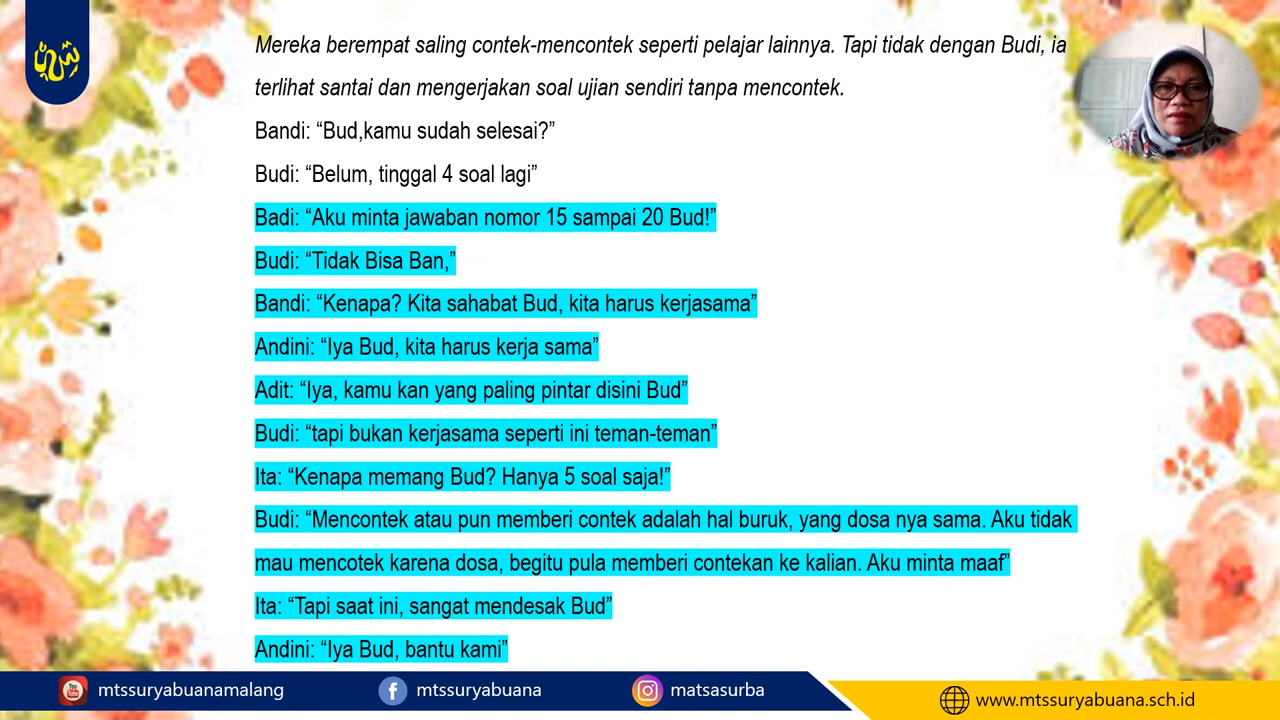 Mereka berempat saling contek-mencontek seperti pelajar lainnya. Tapi tidak dengan Budi, ia
terlihat santai dan mengerjakan soal ujian sendiri tanpa mencontek.
Bandi: “Bud,kamu sudah selesai?”
Budi: “Belum, tinggal 4 soal lagi”
Badi: “Aku minta jawaban nomor 15 sampai 20 Bud!”
Budi: “Tidak Bisa Ban,”
Bandi: “Kenapa? Kita sahabat Bud, kita harus kerjasama”
Andini: “Iya Bud, kita harus kerja sama”
Adit: “Iya, kamu kan yang paling pintar disini Bud”
Budi: “tapi bukan kerjasama seperti ini teman-teman”
Ita: “Kenapa memang Bud? Hanya 5 soal saja!”
Budi: “Mencontek atau pun memberi contek adalah hal buruk, yang dosa nya sama. Aku tidak
mau mencotek karena dosa, begitu pula memberi contekan ke kalian. Aku minta maaf”
Ita: “Tapi saat ini, sangat mendesak Bud”
Andini: “Iya Bud, bantu kami”
mtssuryabuanamalang
mtssuryabuana
matsasurba
www.mtssuryabuana.sch.id